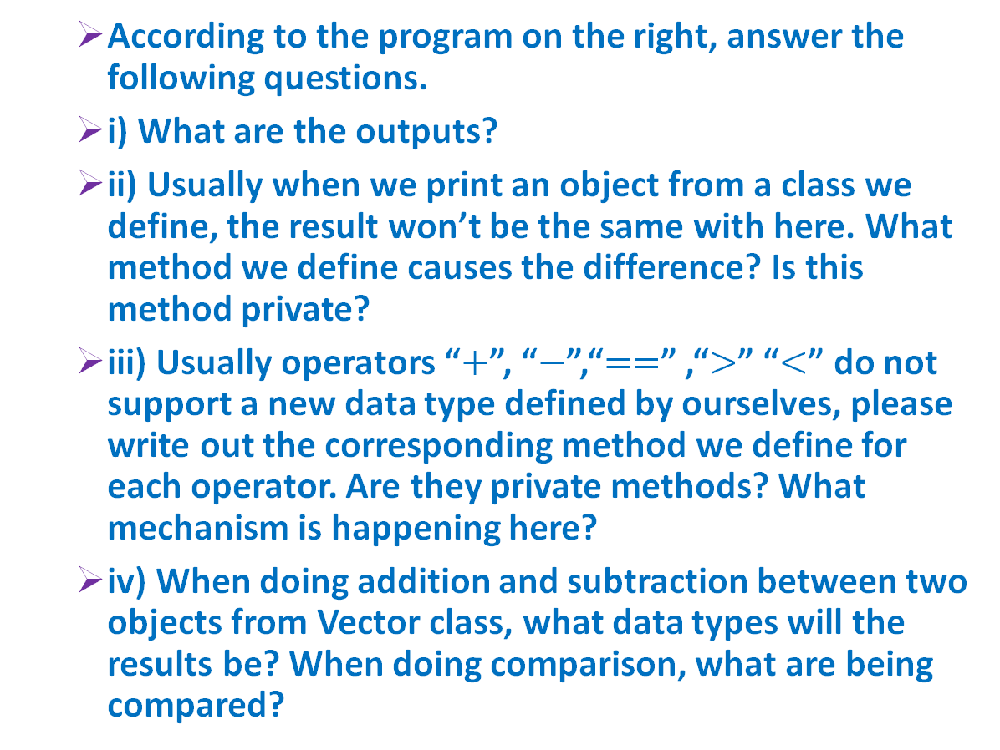 ➢According to the program on the right, answer the
following questions.
➢i) What are the outputs?
➢ii) Usually when we print an object from a class we
define, the result won’t be the same with here. What
method we define causes the difference? Is this
method private?
➢iii) Usually operators “+”, “−”,“==” ,“>” “<” do not
support a new data type defined by ourselves, please
write out the corresponding method we define for
each operator. Are they private methods? What
mechanism is happening here?
➢iv) When doing addition and subtraction between two
objects from Vector class, what data types will the
results be? When doing comparison, what are being
compared?